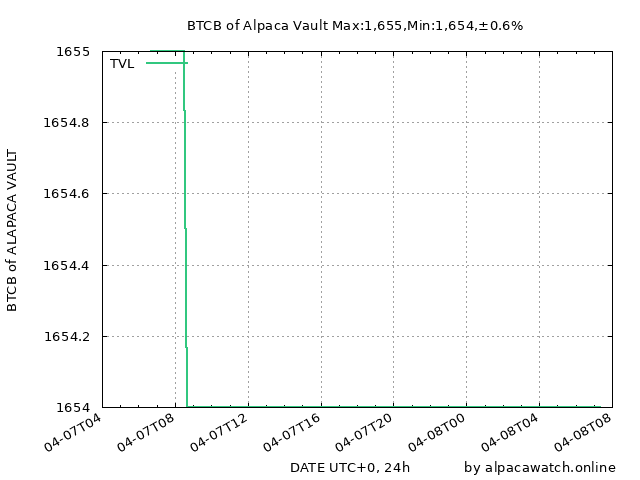 BTCB of Alpaca Vault Max:1,655,Min:1,654,±0.6%
BTCB of ALAPACA VAULT
TVL
1655
1654.8
1654.6
1654.4
1654.2
1654
04-07T04
04-07T08
04-07T12
04-07T16
04-07T20
04-08T00
04-08T04
04-08T08
DATE UTC+0, 24h
by alpacawatch.online